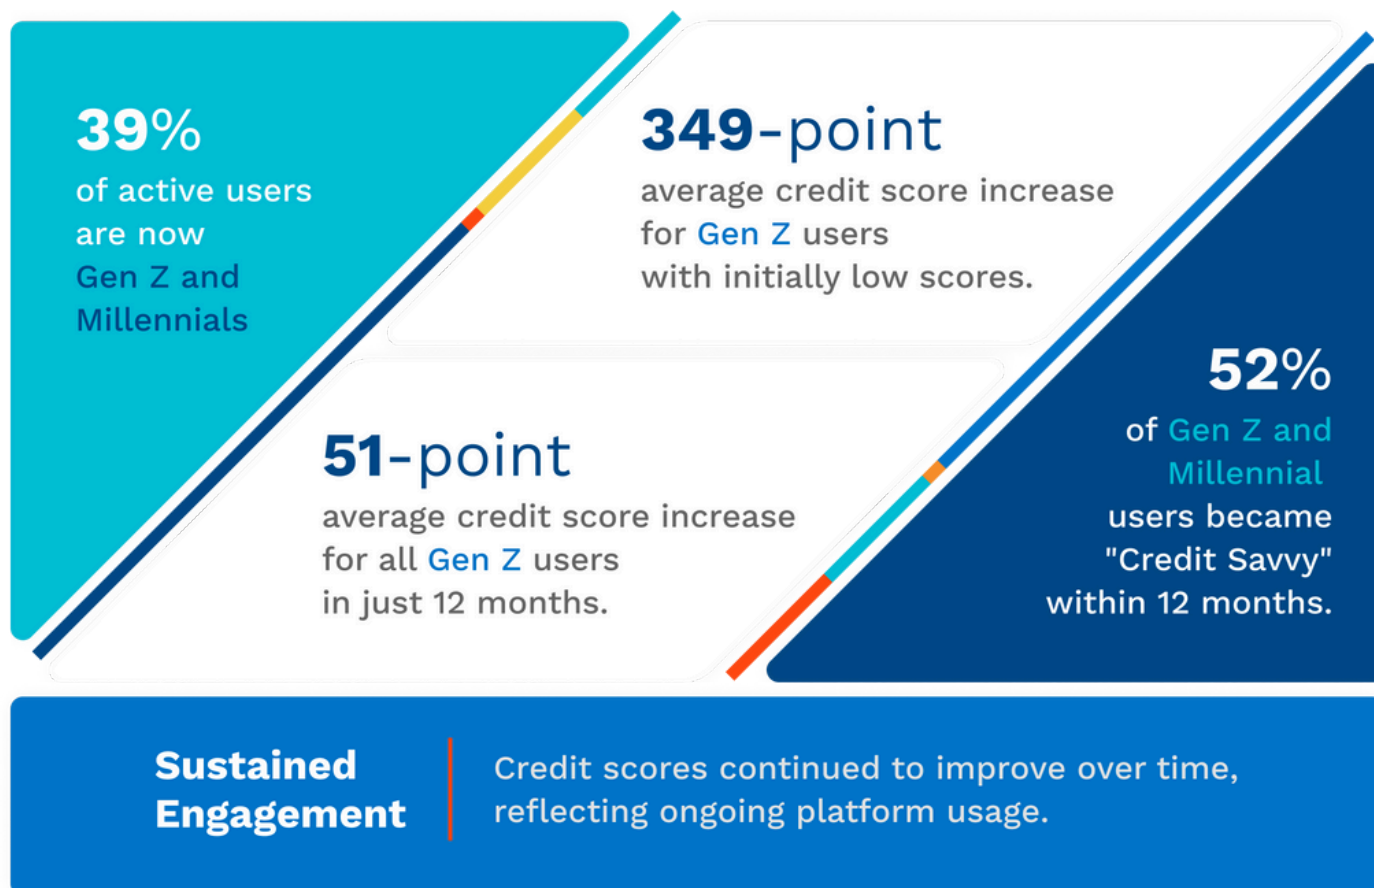 39%
of active users
are now
Gen Z and
Millennials
349-point
average credit score increase
for Gen Z users
with initially low scores.
51-point
average credit score increase
for all Gen Z users
in just 12 months.
52%
of Gen Z and
Millennial
users became
"Credit Savvy"
within 12 months.
Sustained
Engagement
Credit scores continued to improve over time,
reflecting ongoing platform usage.